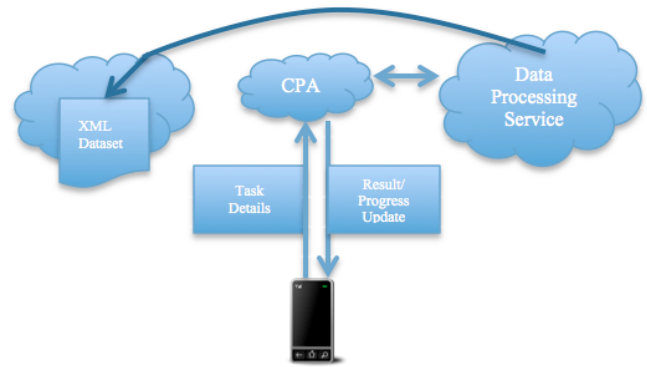 CPA
Data
Processing
Service
XML
Dataset
Task
Details
Result/
Progress
Update